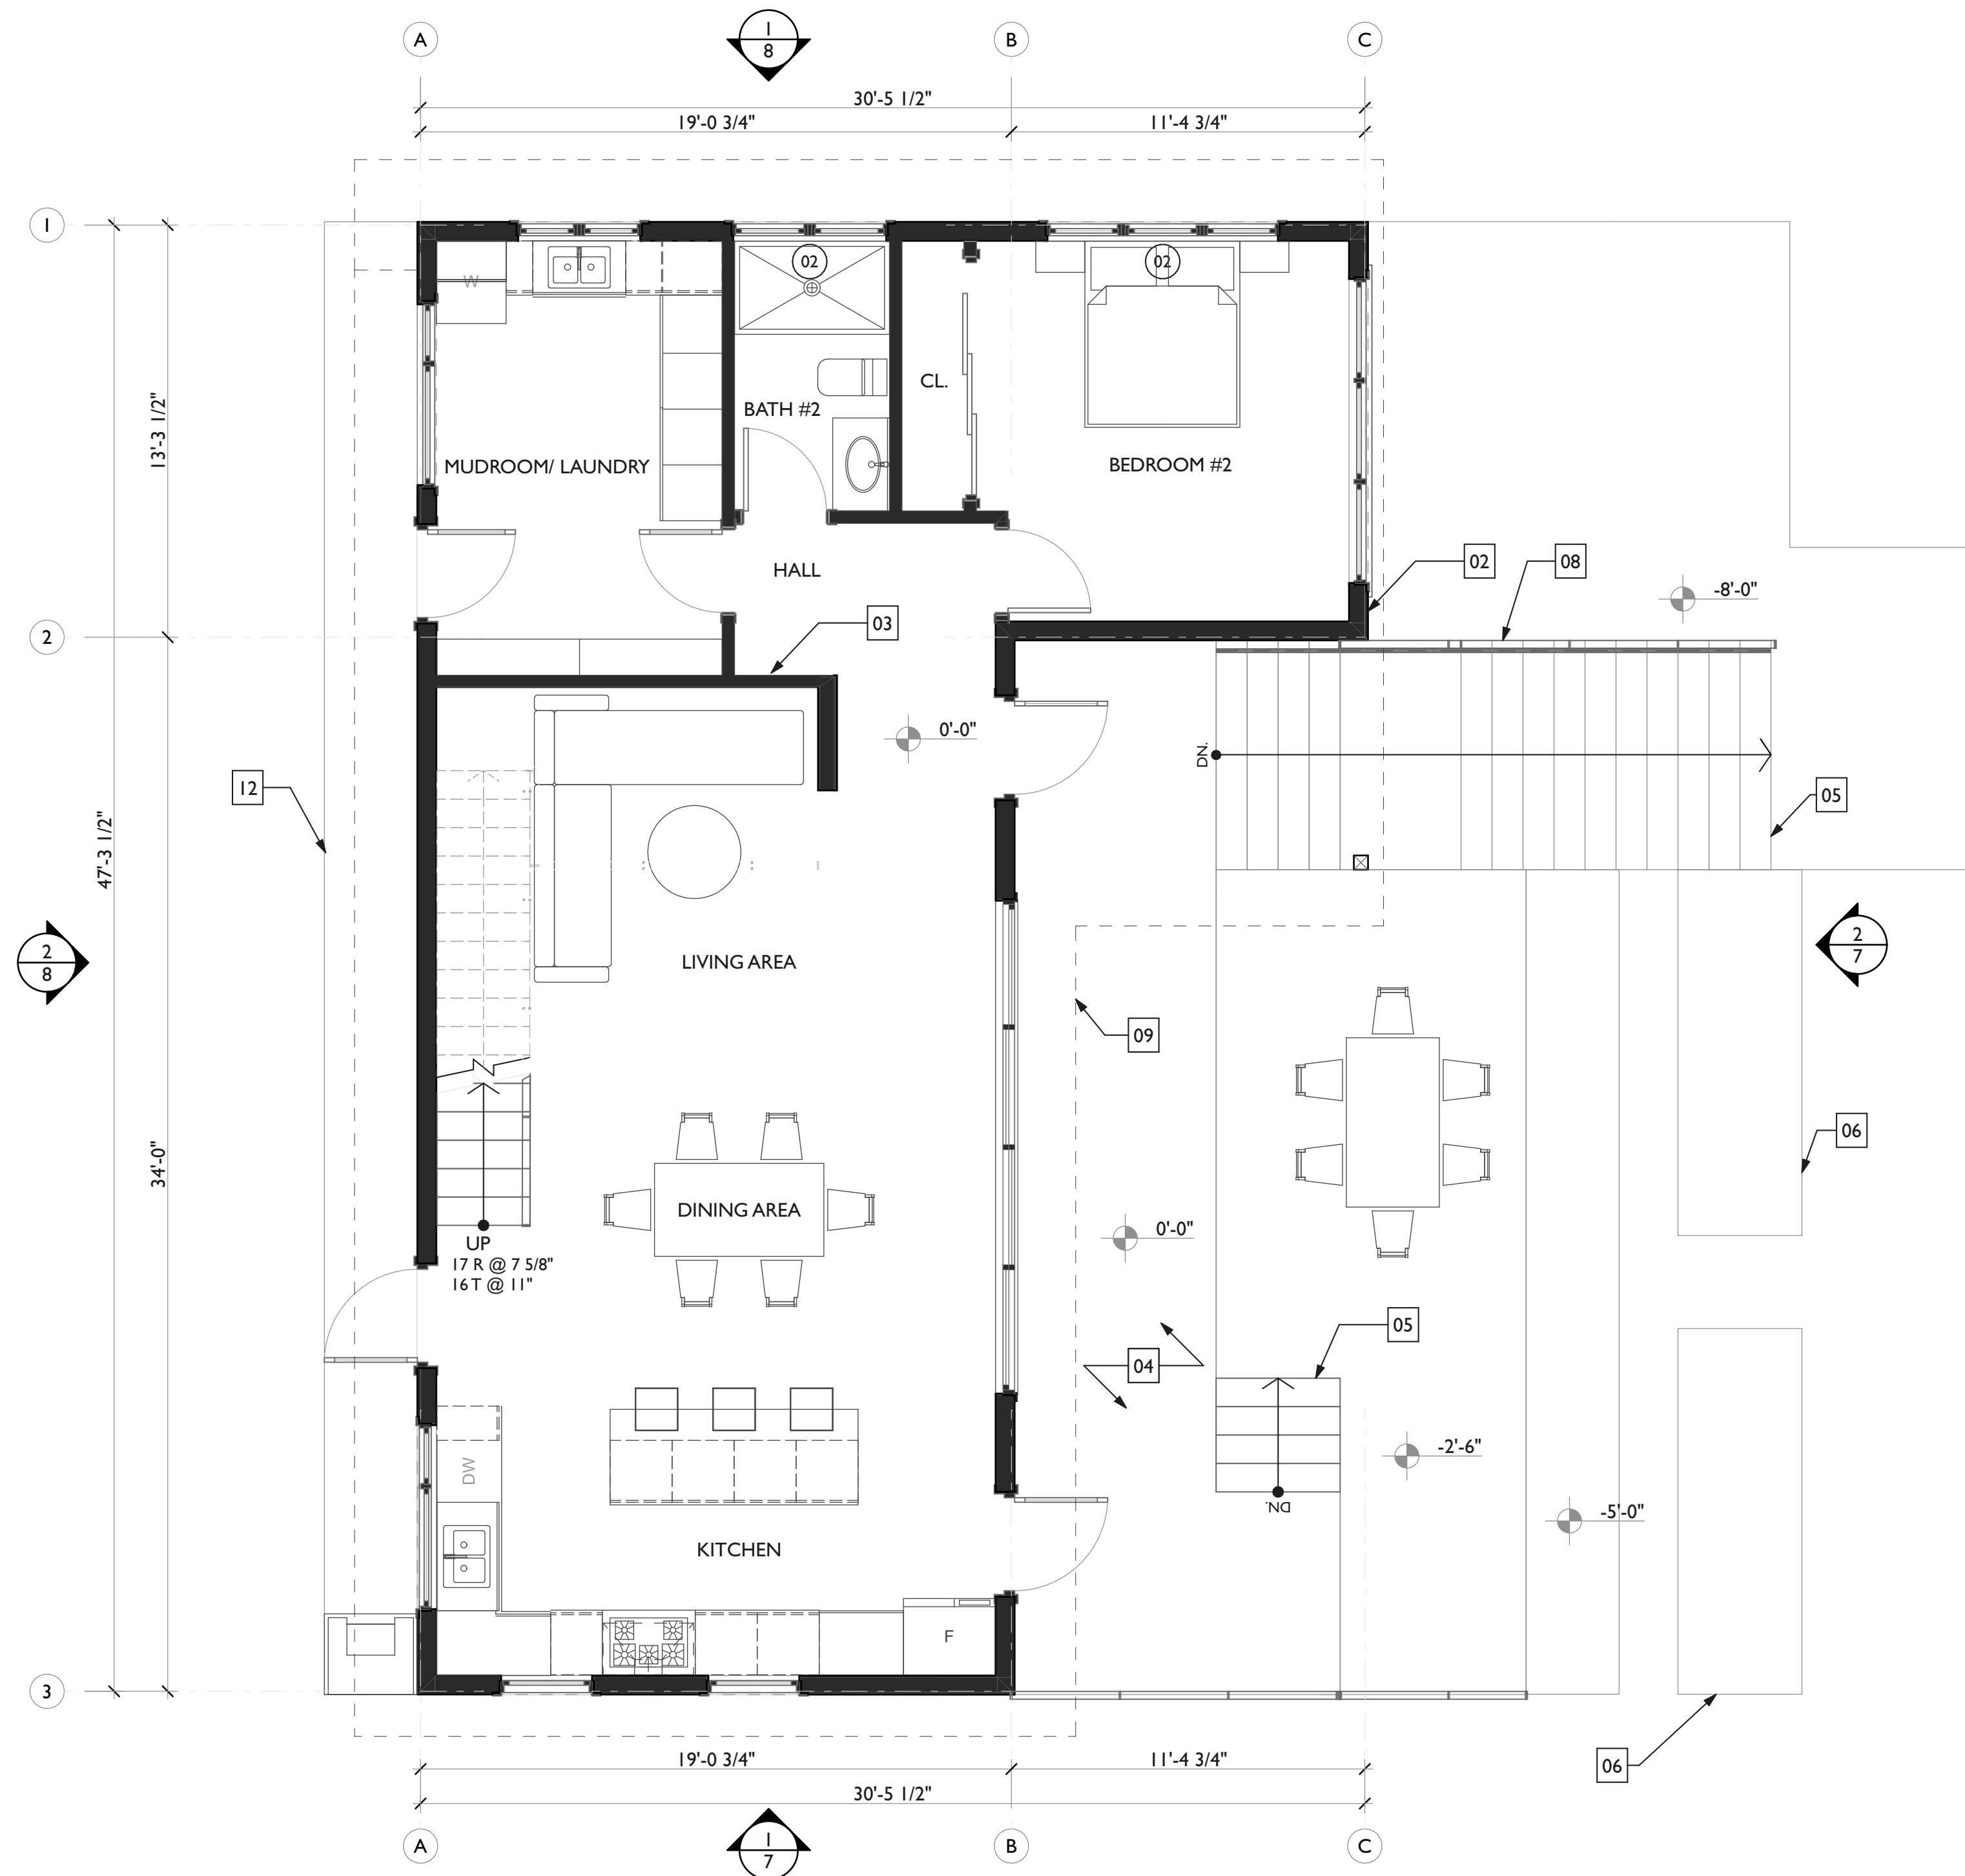 A
1
8
B
C
30'-5 1/2"
19'-0 3/4"
11'-4 3/4"
1
02
02
W
CL.
BATH #2
13'-3 1/2"
MUDROOM/ LAUNDRY
BEDROOM #2
HALL
02
08
-8'-0"
03
2
0'-0"
DN.
12
05
47'-3 1/2"
2
8
LIVING AREA
2
7
09
06
34'-0"
DINING AREA
0'-0"
UP
17 R @ 7 5/8"
16 T @ 11"
05
04
-2'-6"
DW
DN.
-5'-0"
KITCHEN
F
3
06
19'-0 3/4"
11'-4 3/4"
30'-5 1/2"
A
1
7
B
C